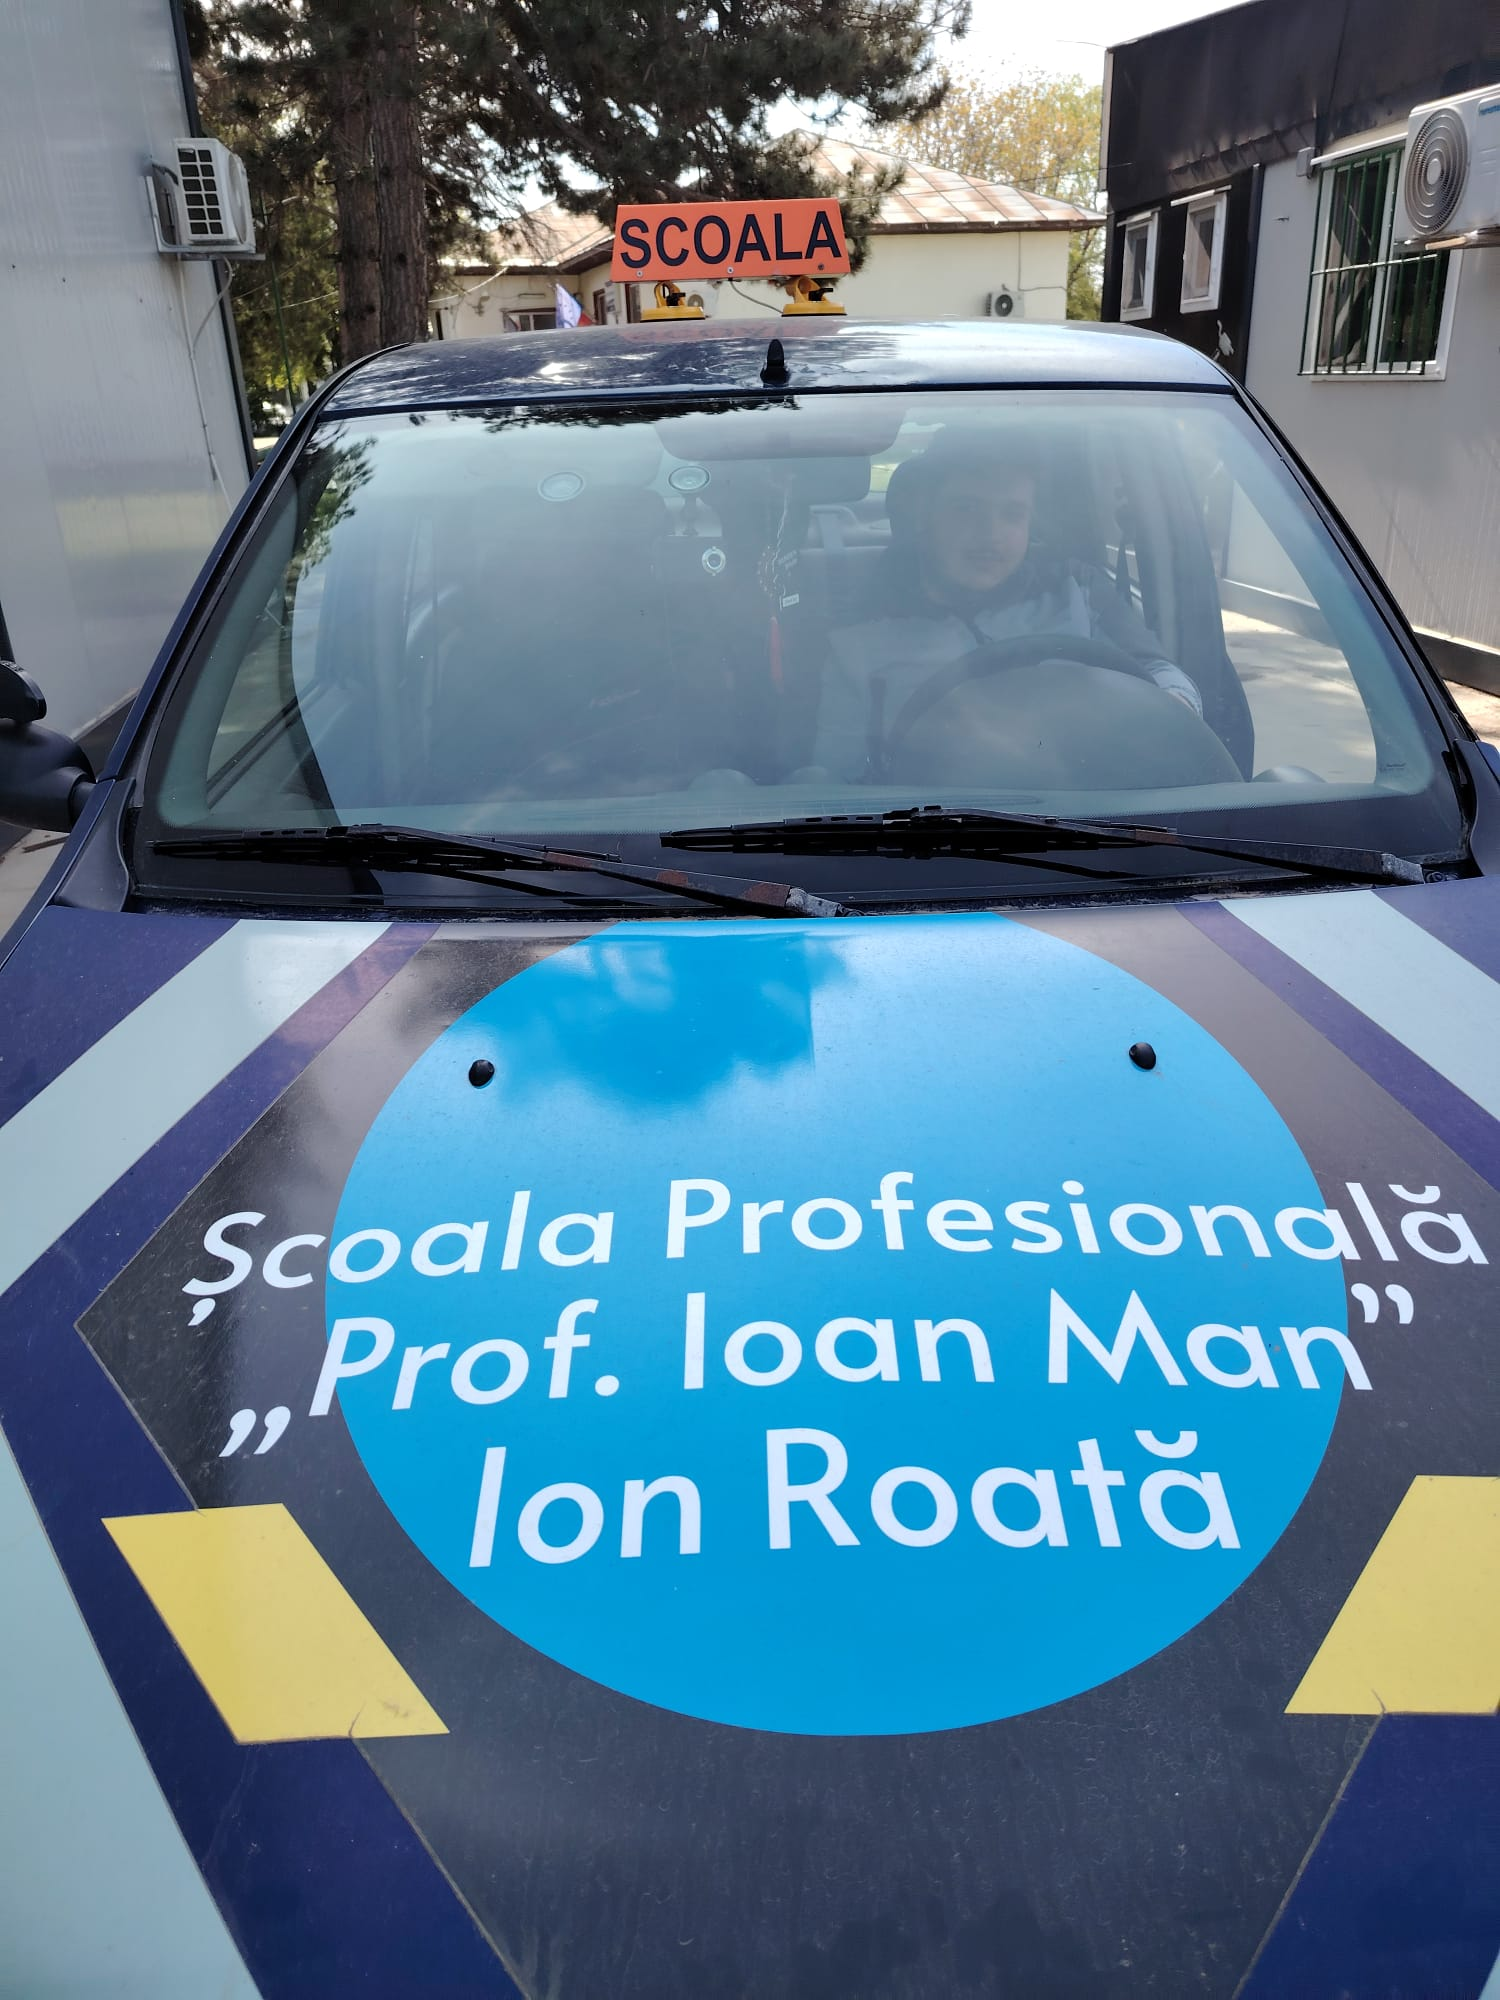 SCOALA
Școala Profesională
„Prof. Ioan Man”
Ion Roată